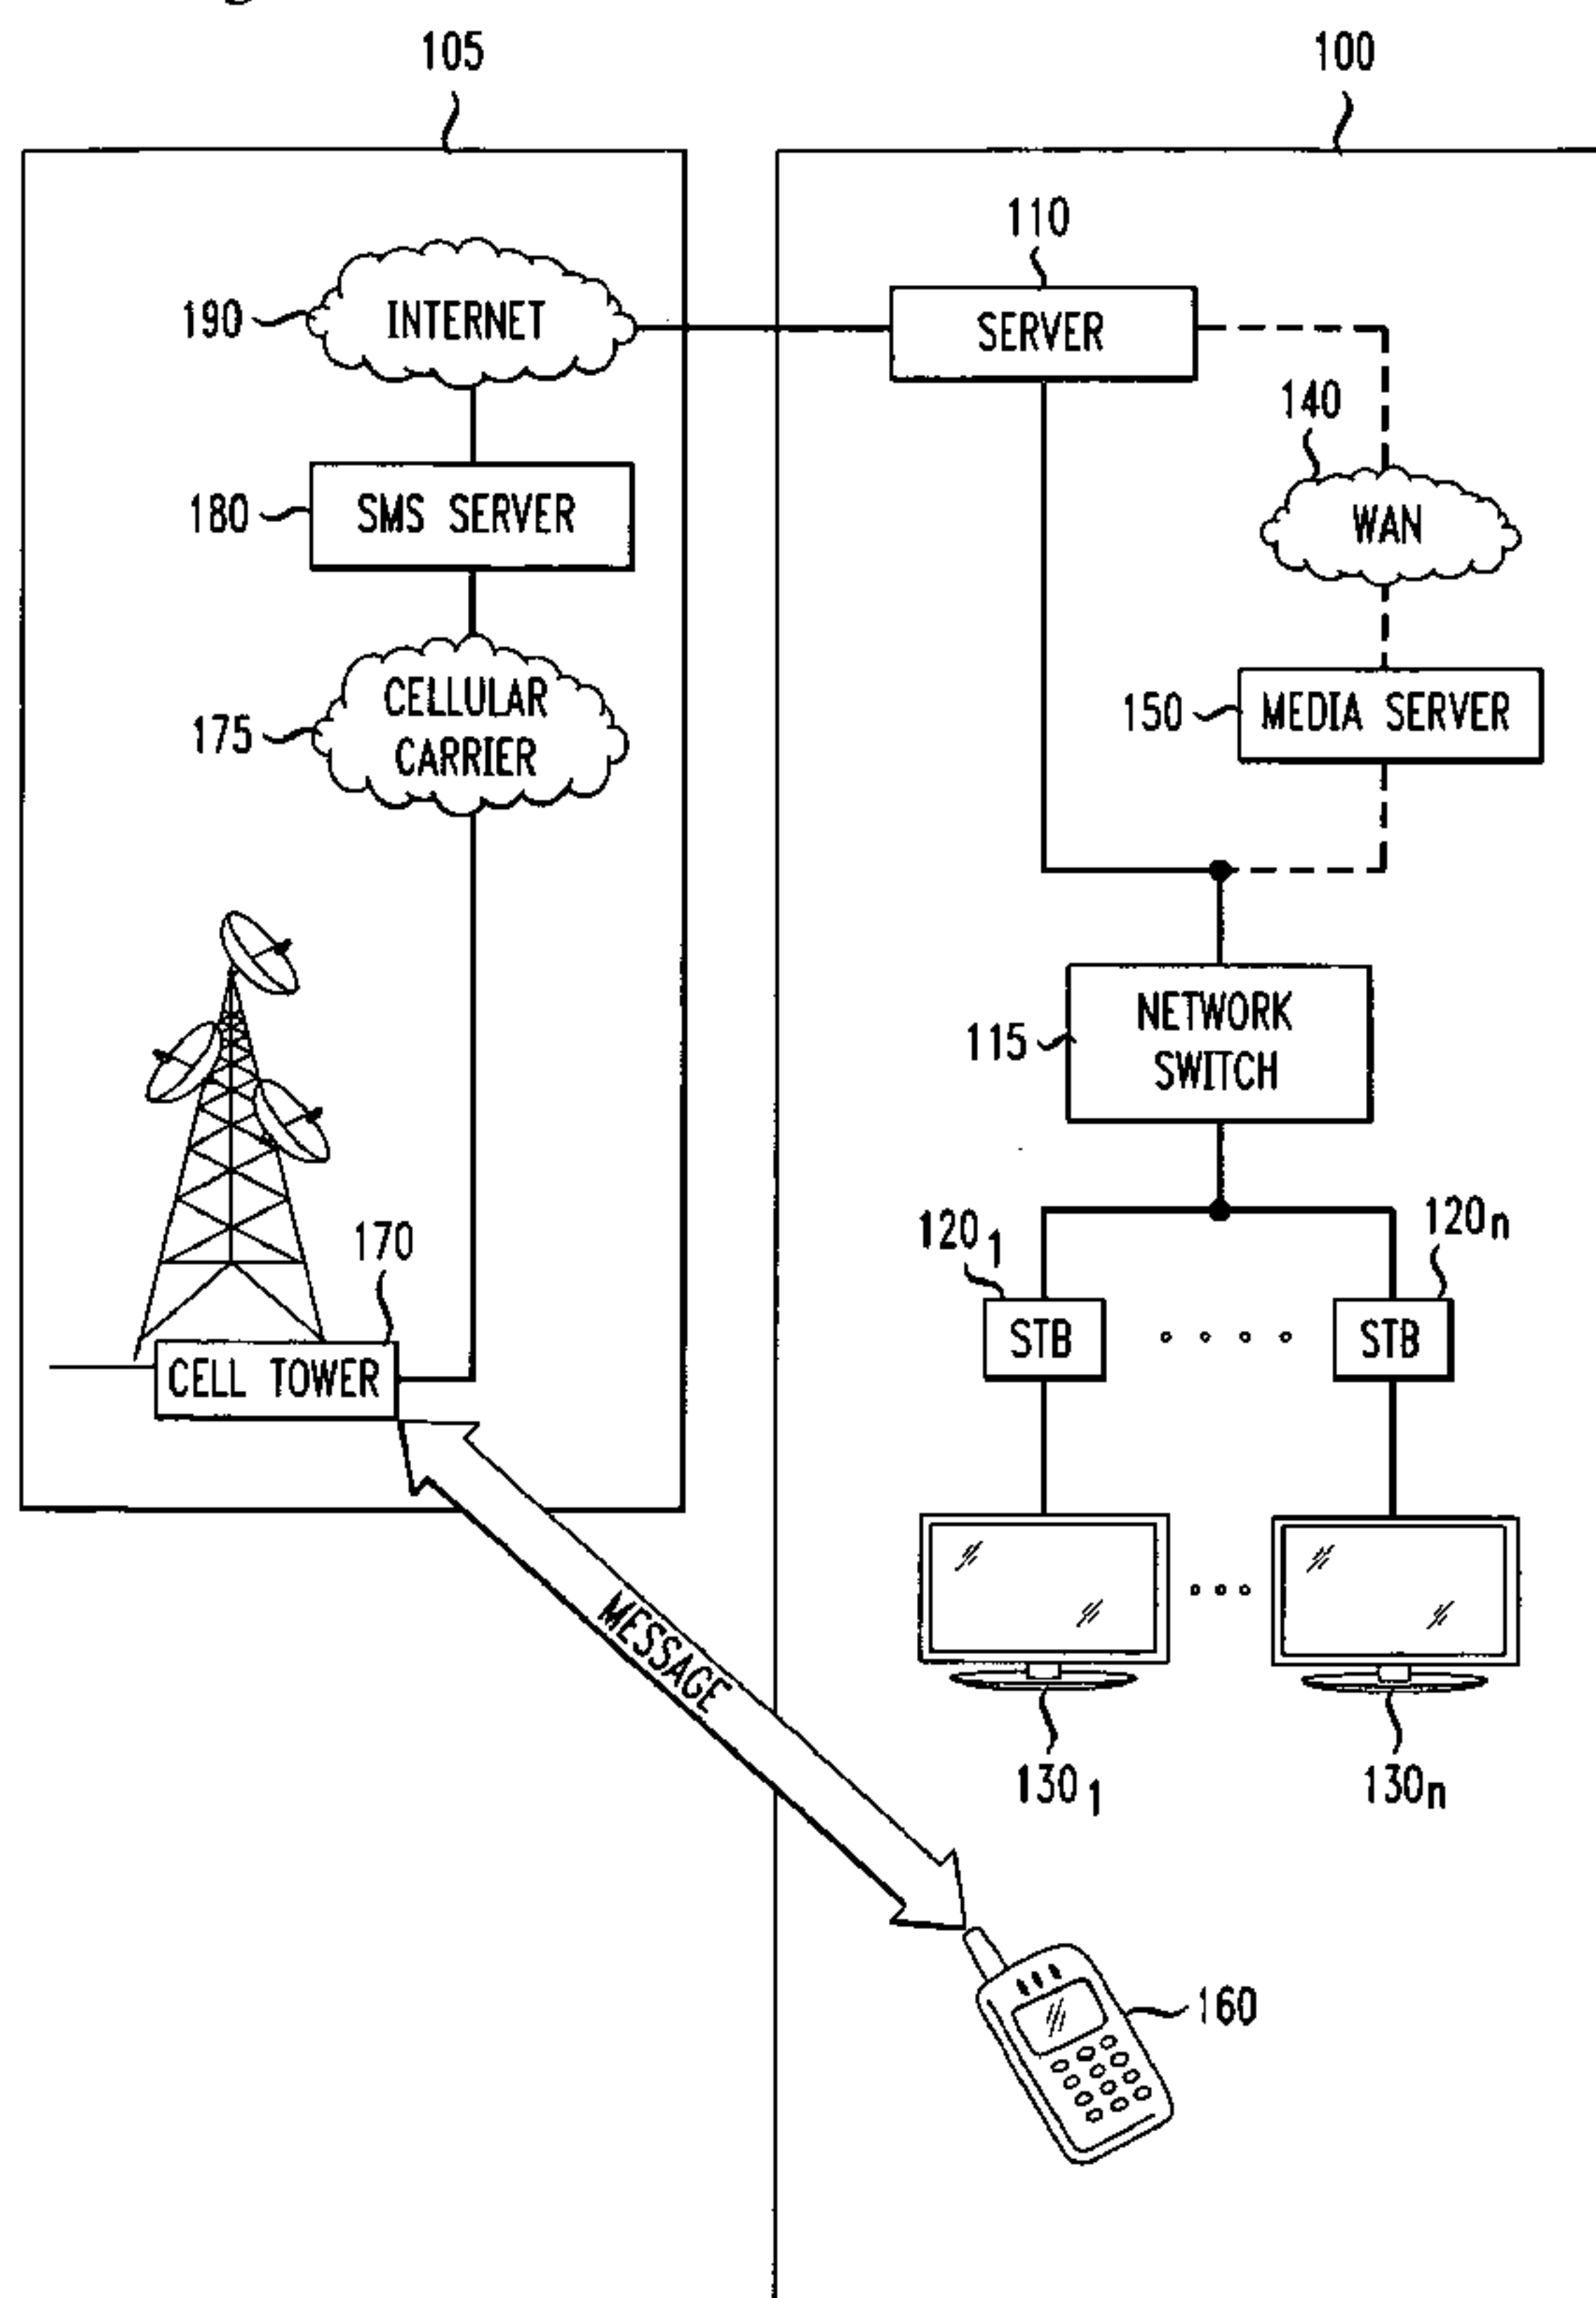 105
100
110
190
INTERNET
SERVER
140
180
SMS SERVER
WAN
175
CELLULAR
CARRIER
150
MEDIA SERVER
115
NETWORK
SWITCH
170
CELL TOWER
120 1
120n
STB
STB
MESSAGE
130 1
130n
160